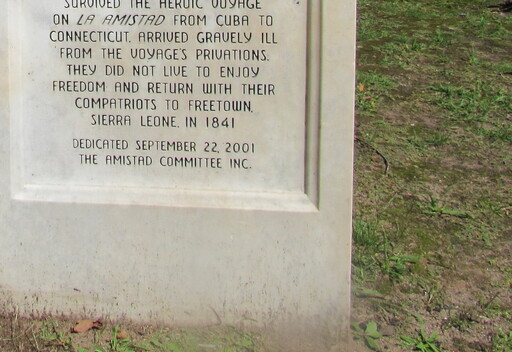 SURVIVED THE HEROIC VOYAGE
ON LA AMISTAD FROM CUBA TO
CONNECTICUT, ARRIVED GRAVELY ILL
FROM THE VOYAGE'S PRIVATIONS.
THEY DID NOT LIVE TO ENJOY
FREEDOM AND RETURN WITH THEIR
COMPATRIOTS TO FREETOWN,
SIERRA LEONE, IN 1841
DEDICATED SEPTEMBER 22, 2001
THE AMISTAD COMMITTEE INC.